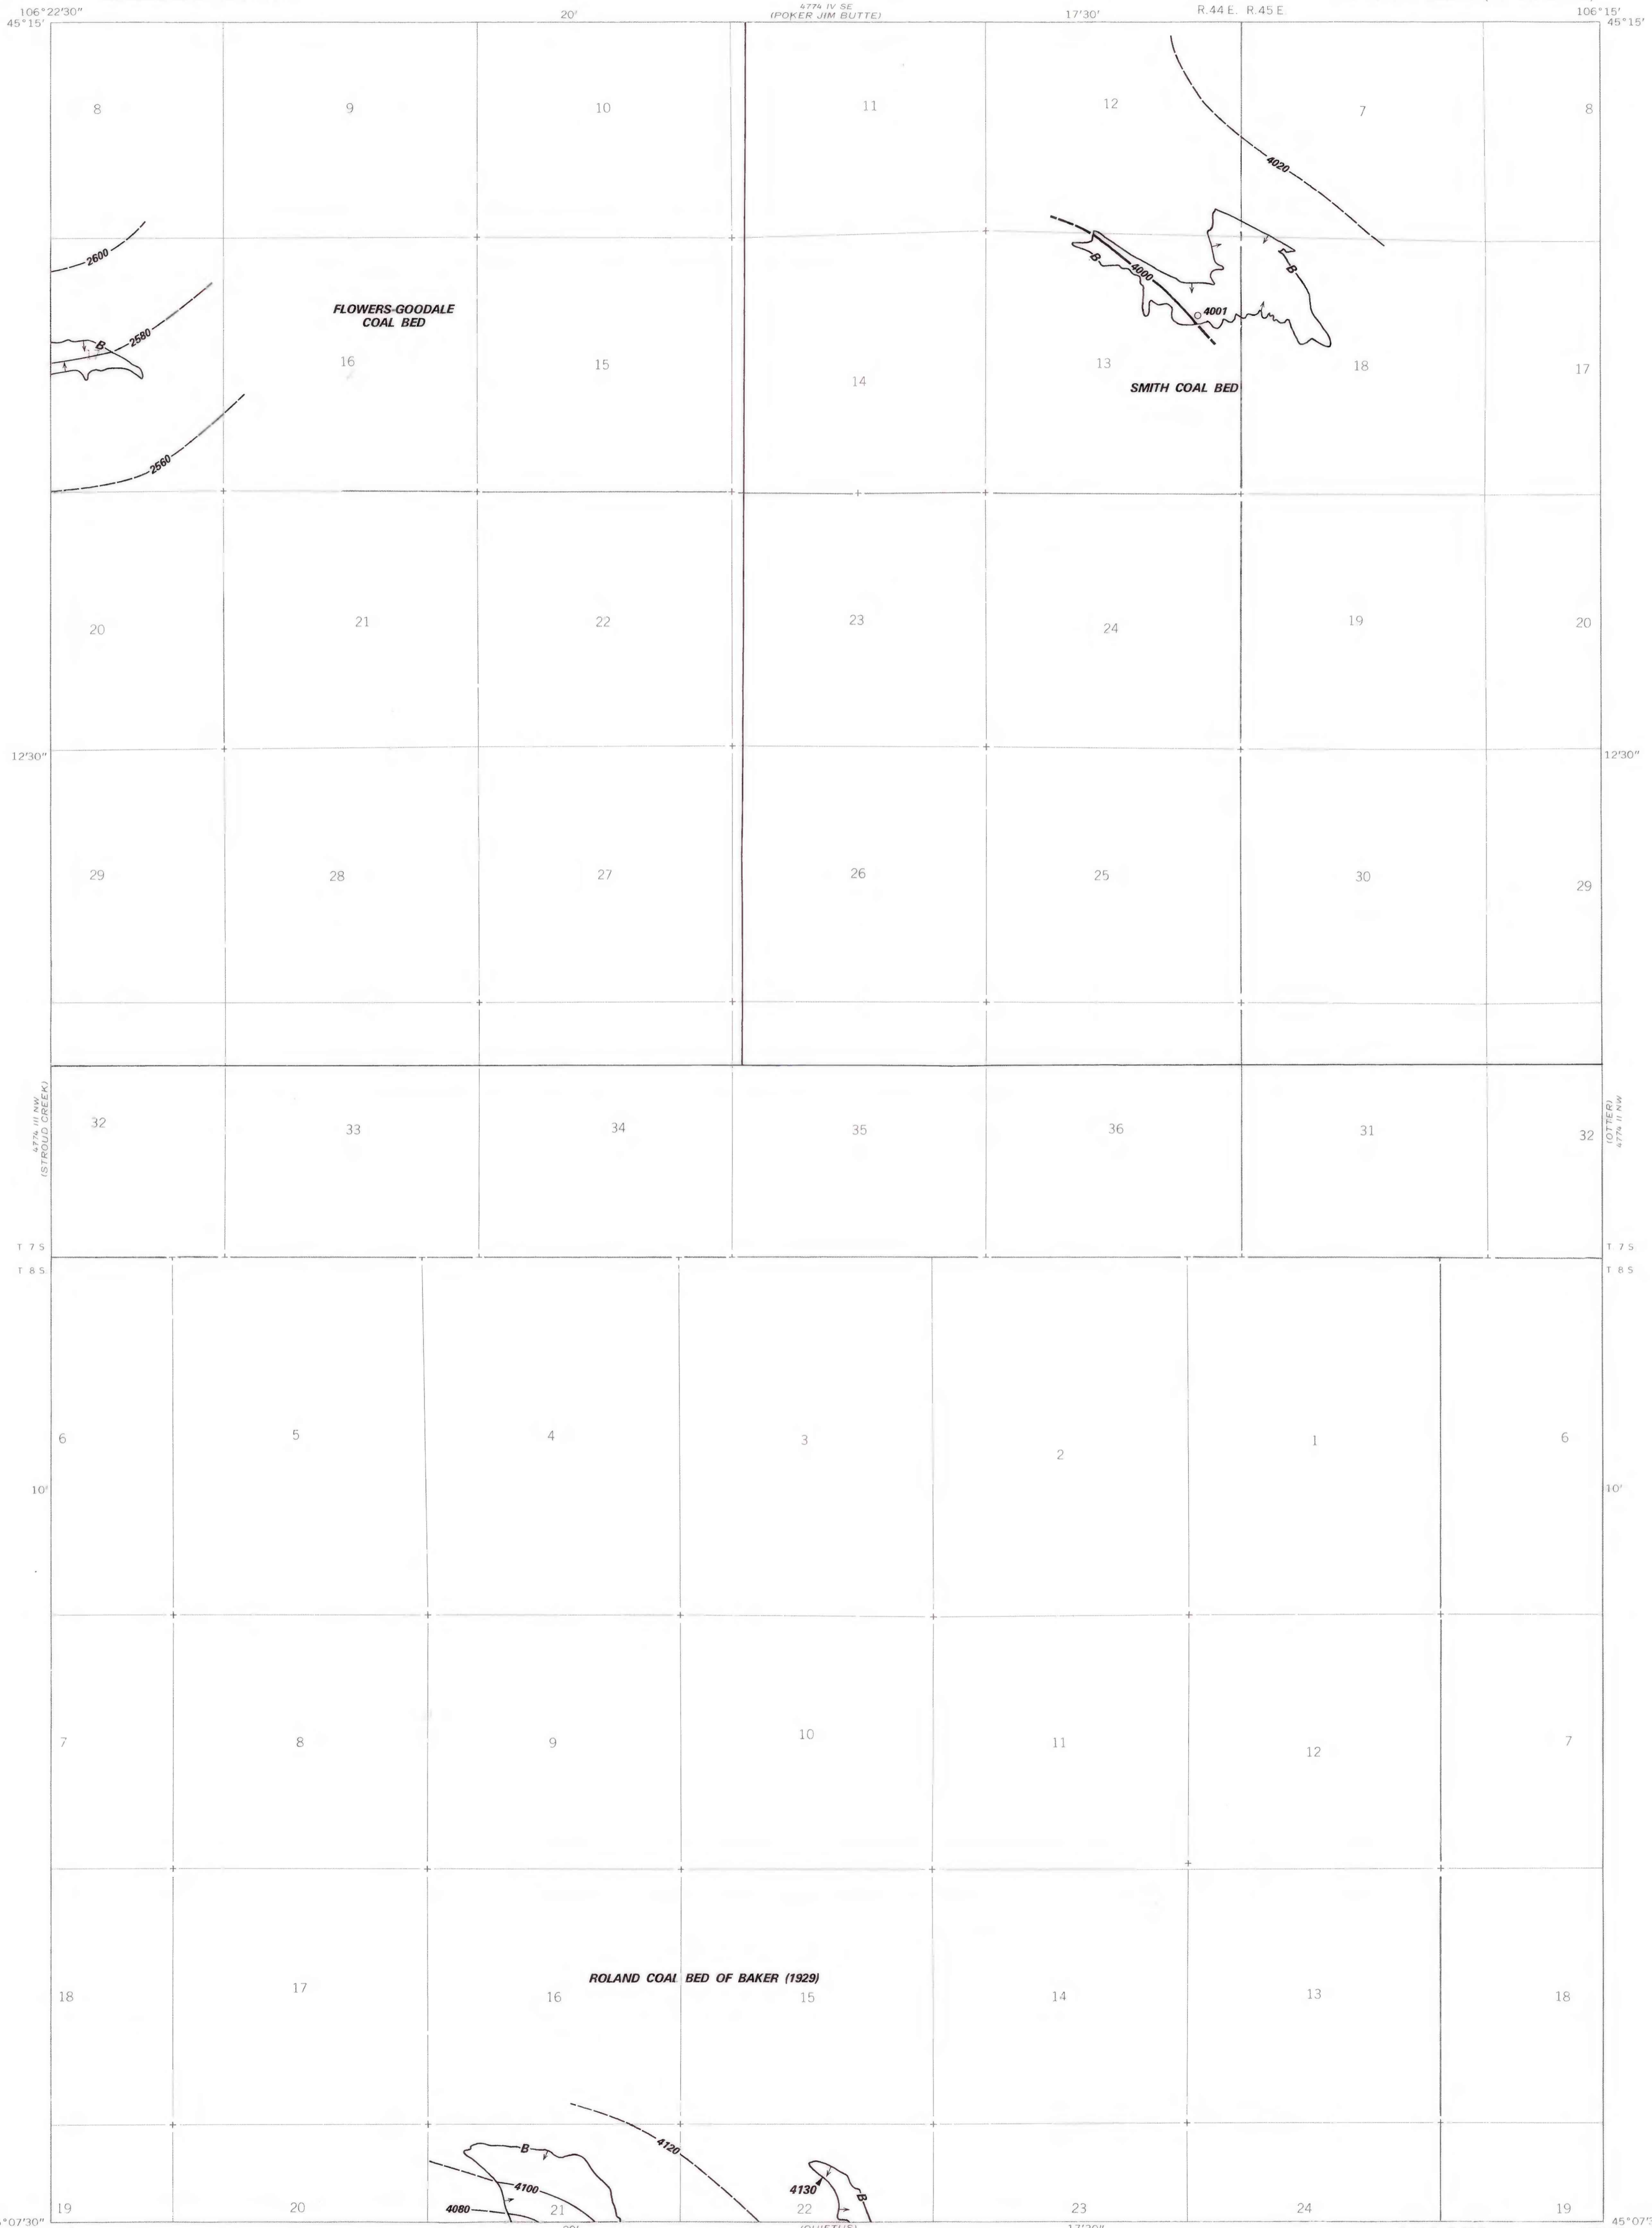 4774 IV SE
106°22'30" 20' (POKER JIM BUTTE) 17'30' R.44 E. R.45 E 106°15'
45°15' 45°15'
8 9 10 11 12 7 8
4020
2600
B 4000 B
FLOWERS-GOODALE
COAL BED
4001
2580
B
16 15 14 13 18 17
SMITH COAL BED
2560
20 21 22 23 24 19 20
12'30" 12'30"
29 28 27 26 25 30 29
4774 III NW
(STROUD CREEK)
(OTTER)
4774 II NW
32 33 34 35 36 31 32
T 7 S T 7 S
T 8 S T 8 S
6 5 4 3 2 1 6
10' 10'
7 8 9 10 11 12 7
ROLAND COAL BED OF BAKER (1929)
18 17 16 15 14 13 18
4120
B
4100 4130 B
19 20 4080 21 22 23 24 19
°07'30" 45°07'